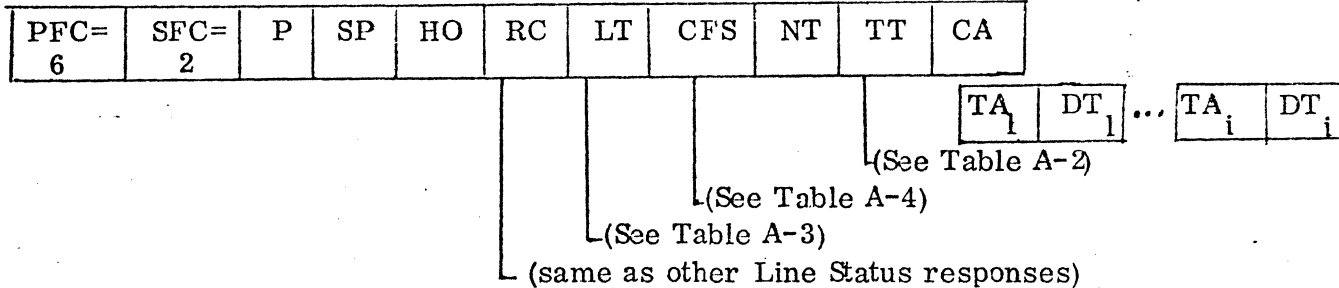 PFC= SFC= P SP HO RC LT CFS NT TT CA
6 2
TA1 DT1 ... TAi DTi
(See Table A-2)
(See Table A-4)
(See Table A-3)
(same as other Line Status responses)